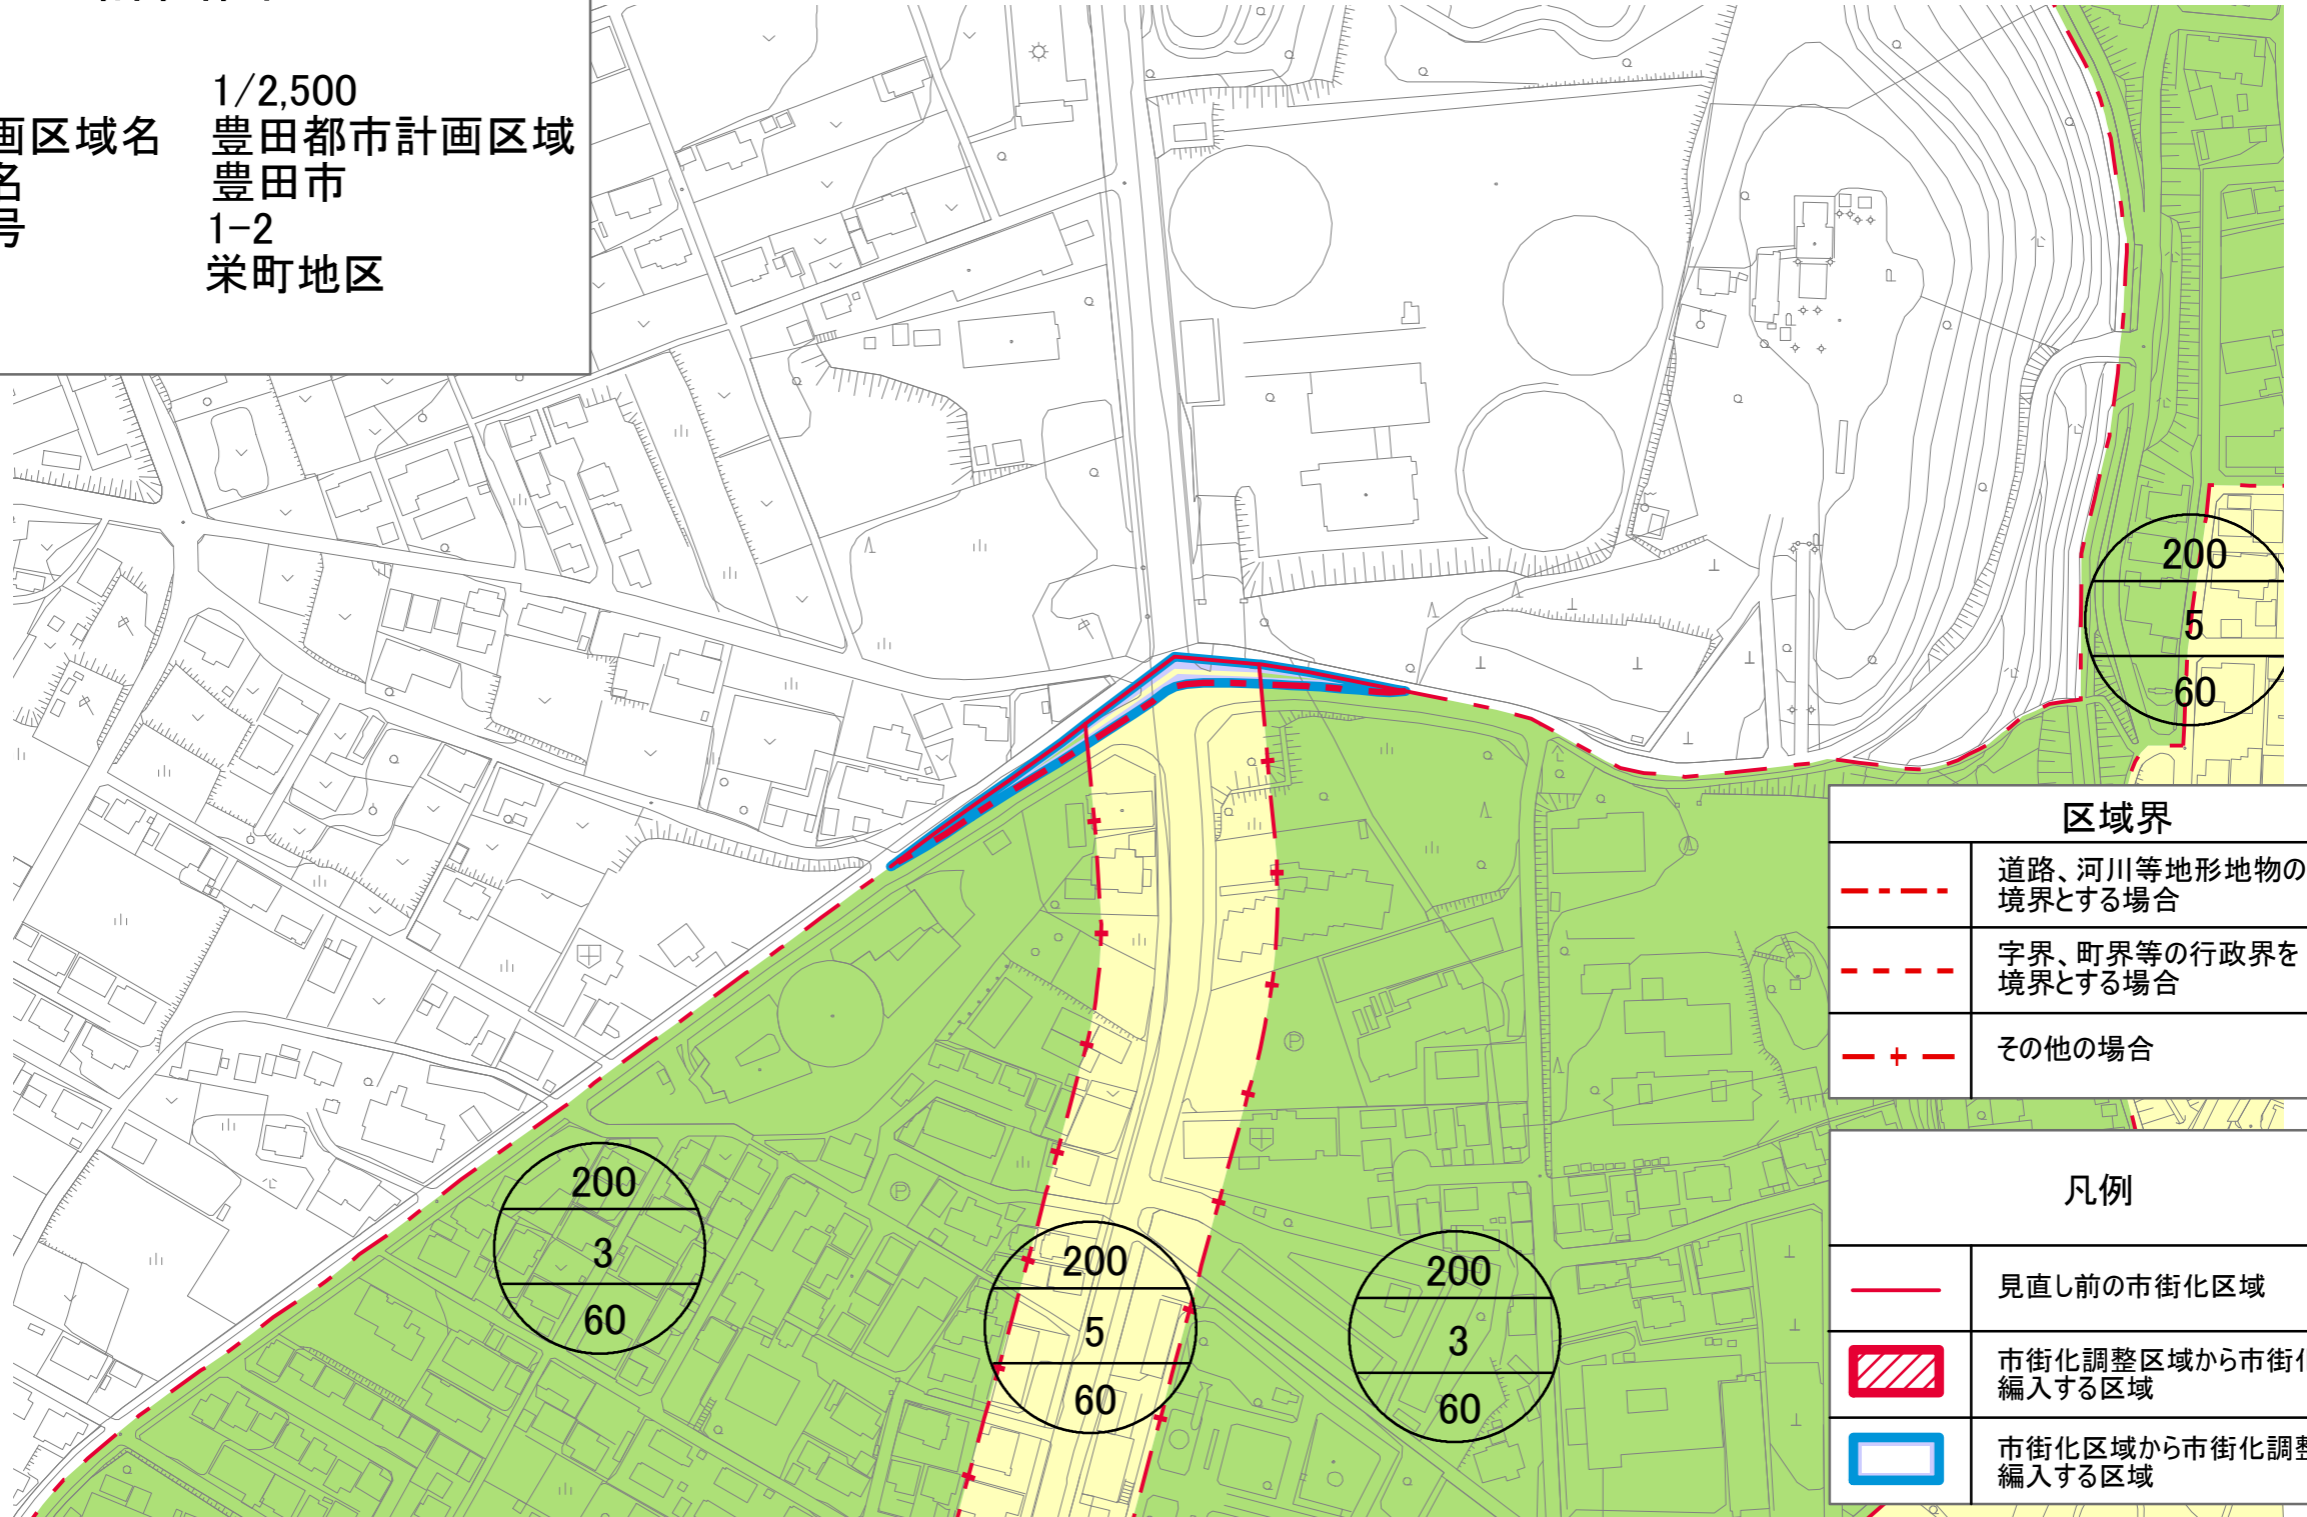 1/2,500
画区域名 豊田都市計画区域
名 豊田市
号 1-2
栄町地区
200
5
60
区域界
道路、河川等地形地物の
境界とする場合
字界、町界等の行政界を
境界とする場合
その他の場合
200
3
60
200
5
60
200
3
60
凡例
見直し前の市街化区域
市街化調整区域から市街化
編入する区域
市街化区域から市街化調整
編入する区域